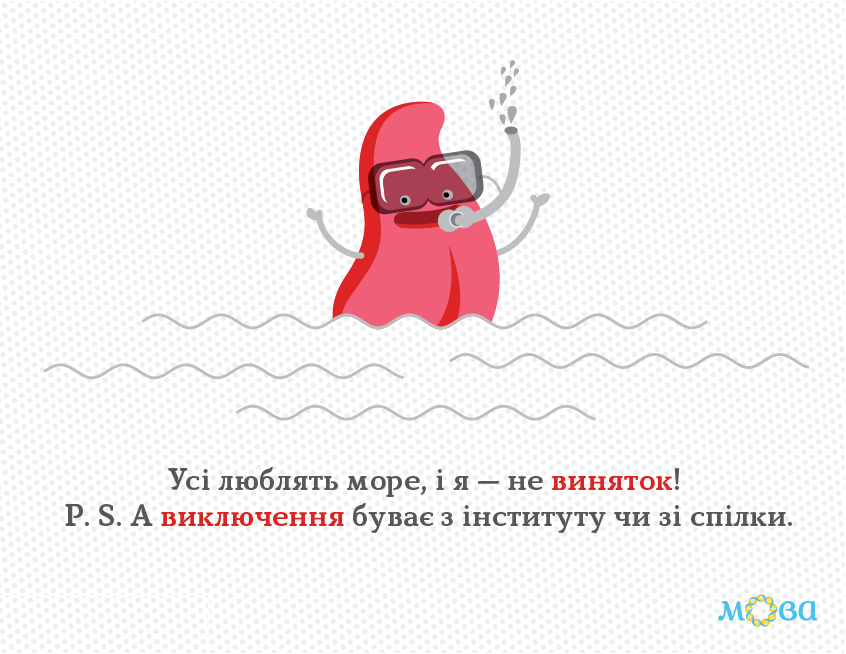 Усі люблять море, і я — не виняток!
P. S. А виключення буває з інституту чи зі спілки.
мова